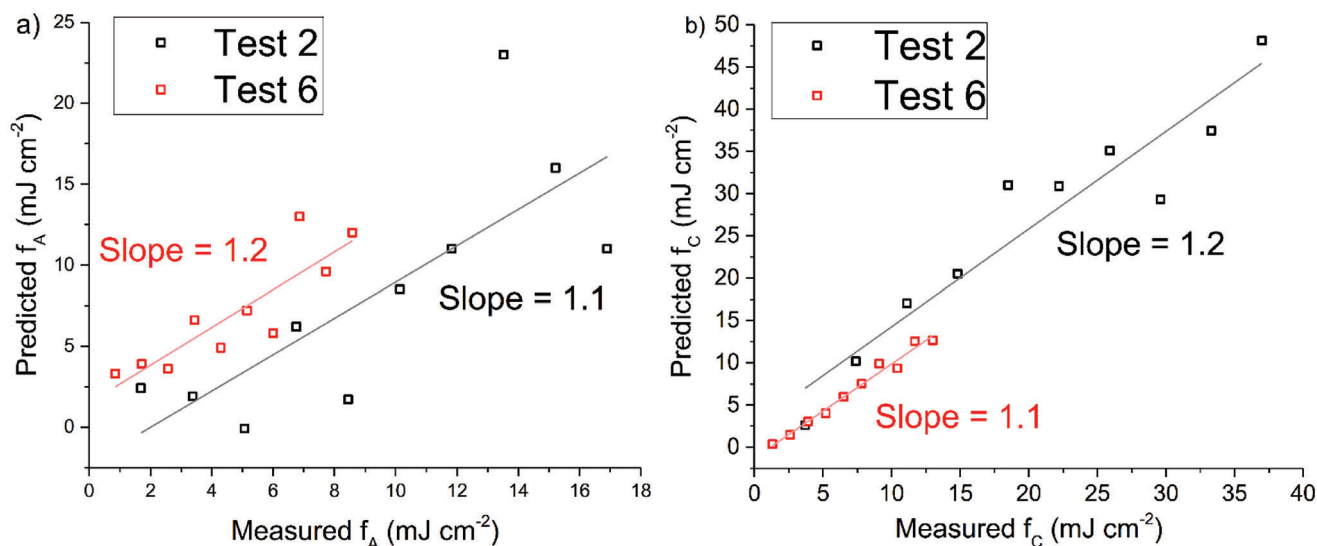 a)
Test 2
Test 6
Slope = 1.2
Slope = 1.1
Predicted f_A (mJ cm⁻²)
25
20
15
10
5
0
0 2 4 6 8 10 12 14 16 18
Measured f_A (mJ cm⁻²)
b)
Test 2
Test 6
Slope = 1.2
Slope = 1.1
Predicted f_C (mJ cm⁻²)
50
45
40
35
30
25
20
15
10
5
0
0 5 10 15 20 25 30 35 40
Measured f_C (mJ cm⁻²)